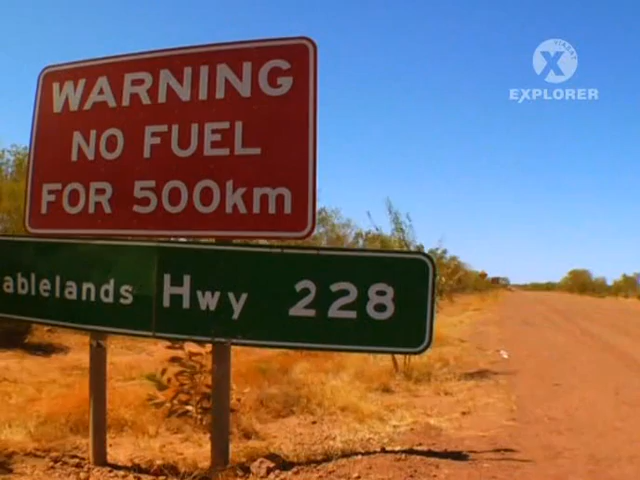 WARNING
NO FUEL
FOR 500km
ablelands Hwy 228
X
EXPLORER